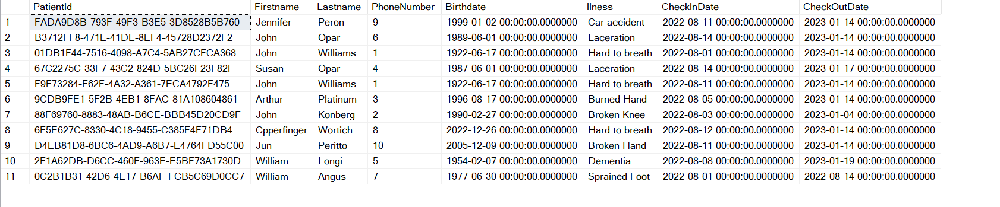 PatientId Firstname Lastname PhoneNumber Birthdate Ilness CheckInDate CheckOutDate
1 FADA9D8B-793F-49F3-B3E5-3D8528B5B760 Jennifer Peron 9 1999-01-02 00:00:00.0000000 Car accident 2022-08-11 00:00:00.0000000 2023-01-14 00:00:00.0000000
2 B3712FF8-471E-41DE-8EF4-45728D2372F2 John Opar 6 1989-06-01 00:00:00.0000000 Laceration 2022-08-14 00:00:00.0000000 2023-01-14 00:00:00.0000000
3 01DB1F44-7516-4098-A7C4-5AB27CFCA368 John Williams 1 1922-06-17 00:00:00.0000000 Hard to breath 2022-08-01 00:00:00.0000000 2023-01-14 00:00:00.0000000
4 67C2275C-33F7-43C2-824D-5BC26F23F82F Susan Opar 4 1987-06-01 00:00:00.0000000 Laceration 2022-08-14 00:00:00.0000000 2023-01-17 00:00:00.0000000
5 F9F73284-F62F-4A32-A361-7ECA4792F475 John Williams 1 1922-06-17 00:00:00.0000000 Hard to breath 2022-08-11 00:00:00.0000000 2023-01-14 00:00:00.0000000
6 9CDB9FE1-5F2B-4EB1-8FAC-81A108604861 Arthur Platinum 3 1996-08-17 00:00:00.0000000 Burned Hand 2022-08-05 00:00:00.0000000 2023-01-14 00:00:00.0000000
7 88F69760-8883-48AB-B6CE-BBB45D20CD9F John Konberg 2 1990-02-27 00:00:00.0000000 Broken Knee 2022-08-03 00:00:00.0000000 2023-01-04 00:00:00.0000000
8 6F5E627C-8330-4C18-9455-C385F4F71DB4 Cpperfinger Wortich 8 2022-12-26 00:00:00.0000000 Hard to breath 2022-08-12 00:00:00.0000000 2023-01-14 00:00:00.0000000
9 D4EB81D8-6BC6-4AD9-A6B7-E4764FD55C00 Jun Peritto 10 2005-12-09 00:00:00.0000000 Broken Hand 2022-08-11 00:00:00.0000000 2023-01-14 00:00:00.0000000
10 2F1A62DB-D6CC-460F-963E-E5BF73A1730D William Longi 5 1954-02-07 00:00:00.0000000 Dementia 2022-08-08 00:00:00.0000000 2023-01-19 00:00:00.0000000
11 0C2B1B31-42D6-4E17-B6AF-FCB5C69D0CC7 William Angus 7 1977-06-30 00:00:00.0000000 Sprained Foot 2022-08-01 00:00:00.0000000 2022-08-14 00:00:00.0000000